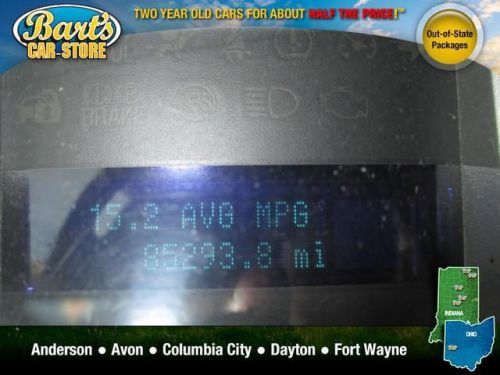 Bart's
CAR★STORE
TWO YEAR OLD CARS FOR ABOUT HALF THE PRICE!™
Out-of-State
Packages
BRAKE
15.2 AVG MPG
85293.8 mi
INDIANA
OHIO
Anderson ● Avon ● Columbia City ● Dayton ● Fort Wayne